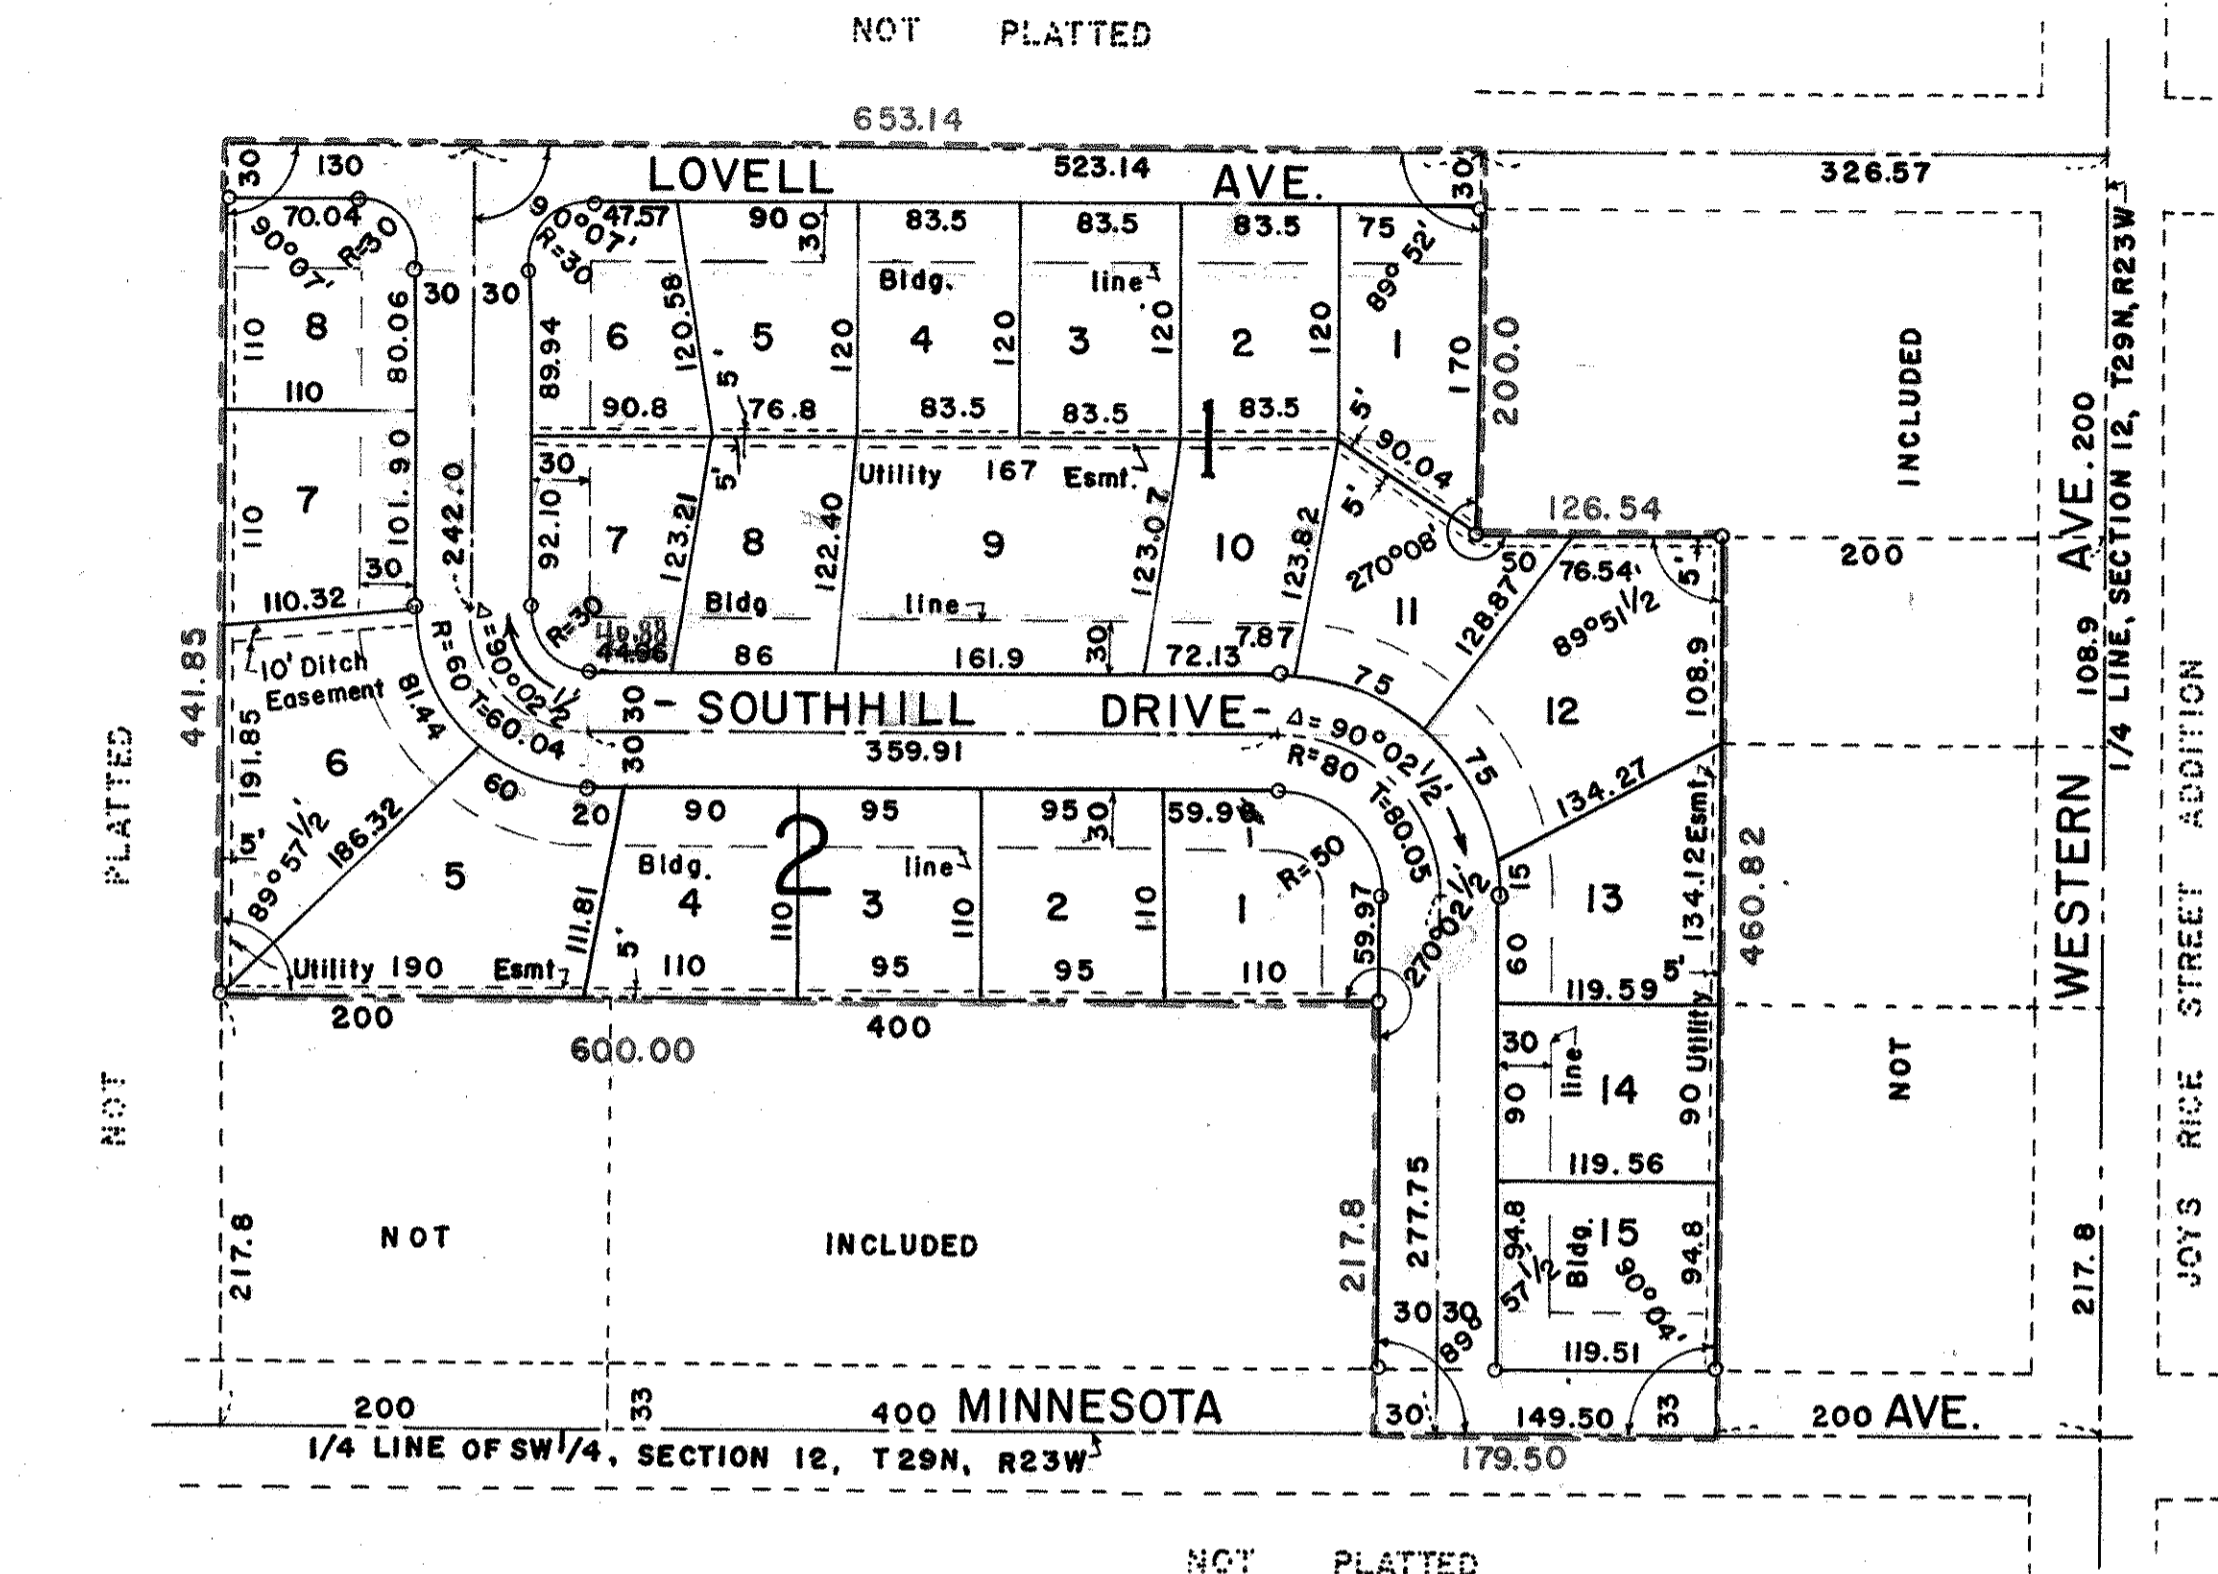 NOT PLATTED
653.14
30 130 LOVELL 523.14 AVE. 30' 326.57
70.04 47.57 90 30 83.5 83.5 83.5 75
90°07' R=30 90°07' R=30 89° 52'
30 30 Bldg. line
110 8 80.06 89.94 6 120.58 5 120 4 120 3 120 2 120 1 170 200.0
110 90.8 5' 76.8 83.5 83.5 83.5 1 5' 90.04
30 5' Utility 167 Esmt. 5' 126.54
110 7 101.90 242.0 92.10 7 123.21 8 122.40 9 123.07 10 123.82 270°08' 50 76.54' 5' 200
30 110.32 R=30 Bldg line 11 128.87 89°51 1/2
86 161.9 30 72.13 7.87 75 12 108.9
441.85 10' Ditch Easement
81.44 R=60 T=60.04 Δ=90°02 1/2'
30 30 -SOUTHHILL DRIVE-
359.91
Δ= 90°02 1/2' R=80 T=80.05 75 134.27
191.85 6 60 20 90 95 95 30 R=50
5' 89°57 1/2' 186.32 5 Bldg. line 15 13 134.12 Esmt. 460.82
111.81 4 2 110 3 110 2 110 1 59.97 270°02 1/2' 60
Utility 190 Esmt. 5' 110 95 95 110 119.59 5'
200 400
600.00
30 line 14 90 90 Utility
119.56
217.8 NOT INCLUDED 217.8 277.75 94.8 Bldg. 15 94.8
30 30 89° 57 1/2' 90°04'
119.51
200 33 400 MINNESOTA 30' 149.50 33 200 AVE.
1/4 LINE OF SW 1/4, SECTION 12, T29N, R23W
179.50
NOT PLATTED
NOT PLATTED
NOT INCLUDED
WESTERN AVE.
217.8 108.9 200
1/4 LINE, SECTION 12, T29N, R23W
JOYS RICE STREET ADDITION